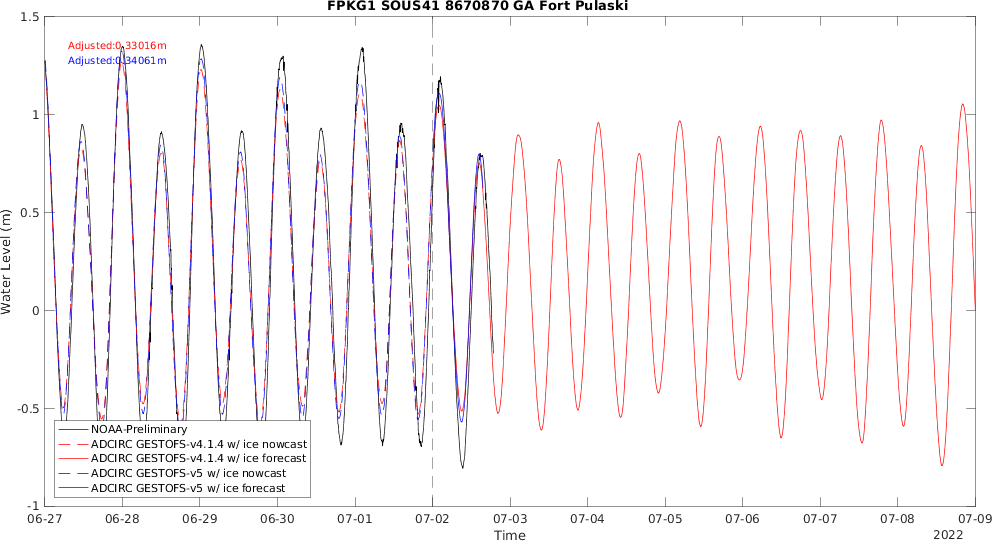 FPKG1 SOUS41 8670870 GA Fort Pulaski
1.5
Adjusted:0.33016m
Adjusted:0.34061m
1
0.5
Water Level (m)
0
-0.5
NOAA-Preliminary
ADCIRC GESTOFS-v4.1.4 w/ ice nowcast
ADCIRC GESTOFS-v4.1.4 w/ ice forecast
ADCIRC GESTOFS-v5 w/ ice nowcast
ADCIRC GESTOFS-v5 w/ ice forecast
-1
06-27 06-28 06-29 06-30 07-01 07-02 07-03 07-04 07-05 07-06 07-07 07-08 07-09
Time
2022